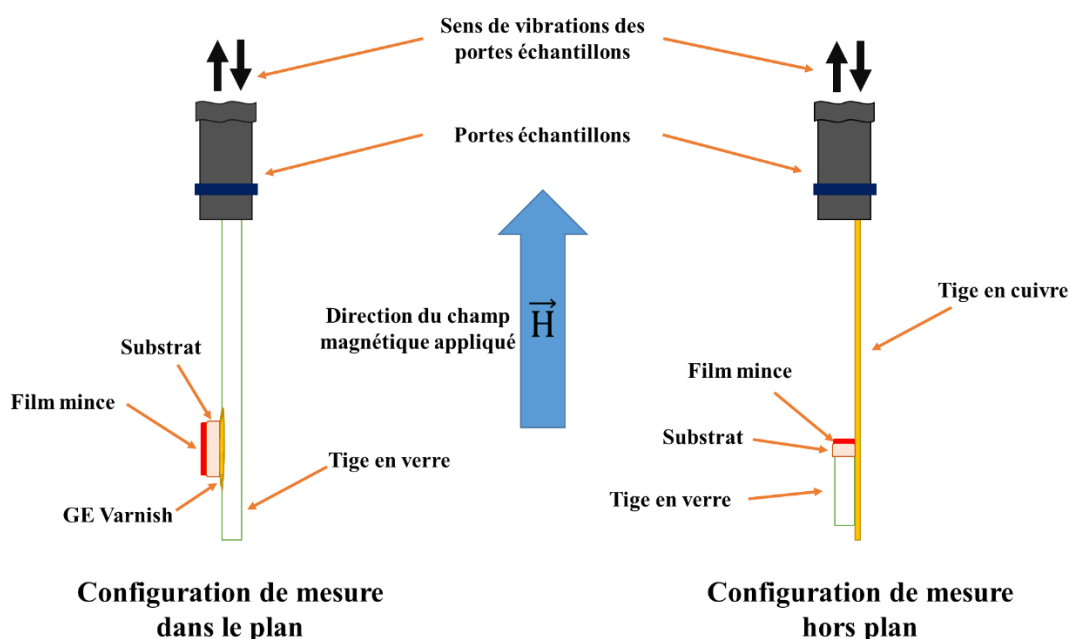 Sens de vibrations des
portes échantillons
Portes échantillons
Direction du champ
magnétique appliqué
H
Substrat
Film mince
Tige en verre
GE Varnish
Tige en cuivre
Film mince
Substrat
Tige en verre
Configuration de mesure
dans le plan
Configuration de mesure
hors plan